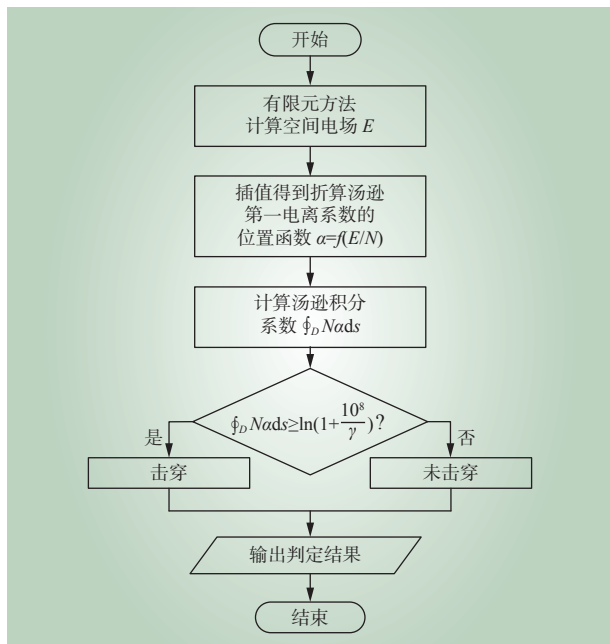 开始
有限元方法
计算空间电场 E
插值得到折算汤逊
第一电离系数的
位置函数 α=f(E/N)
计算汤逊积分
系数 ∮_D Nαds
∮_D Nαds≥ln(1+10⁸/γ)?
是
否
击穿
未击穿
输出判定结果
结束